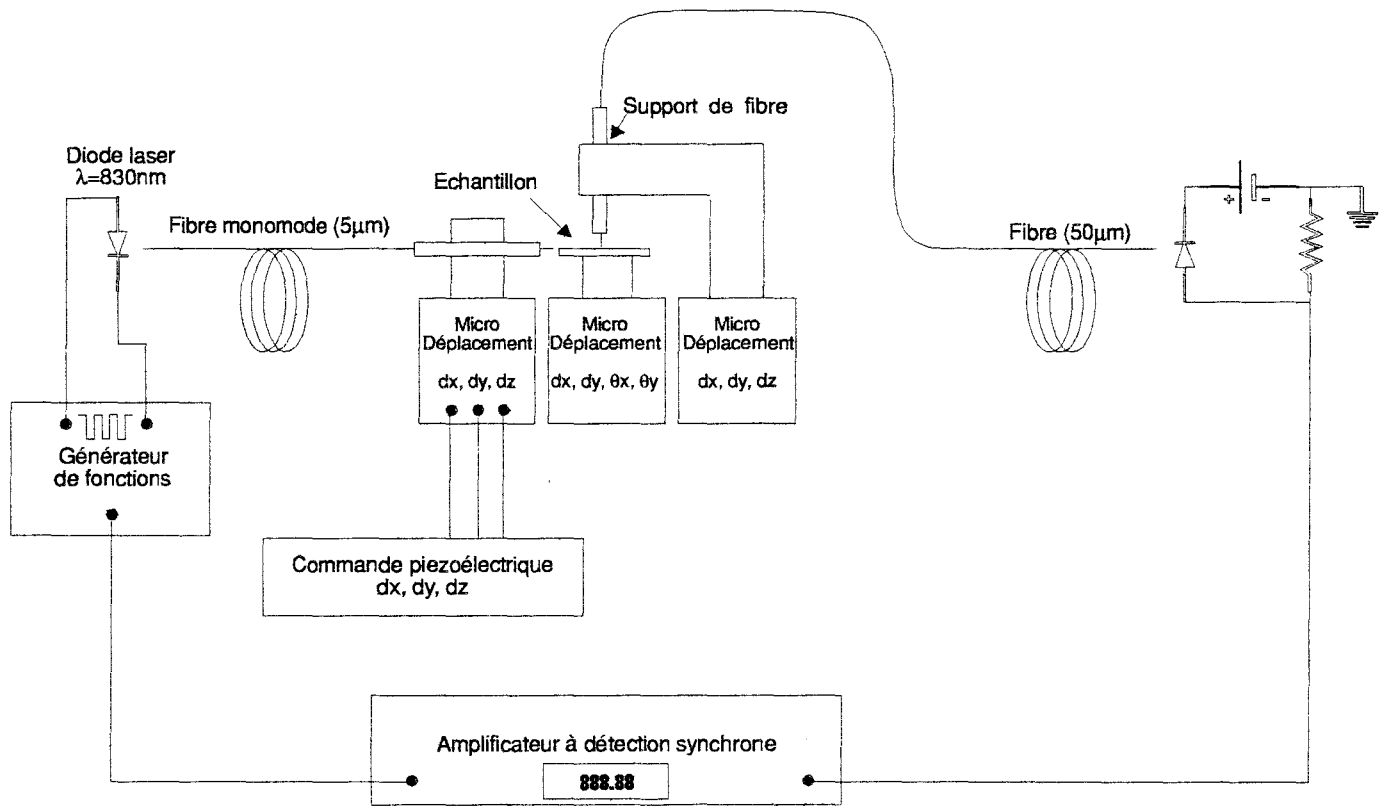 Support de fibre
Diode laser
λ=830nm
Echantillon
Fibre monomode (5µm)
Fibre (50µm)
+ -
Micro
Déplacement
dx, dy, dz
Micro
Déplacement
dx, dy, θx, θy
Micro
Déplacement
dx, dy, dz
Générateur
de fonctions
Commande piezoélectrique
dx, dy, dz
Amplificateur à détection synchrone
888.88